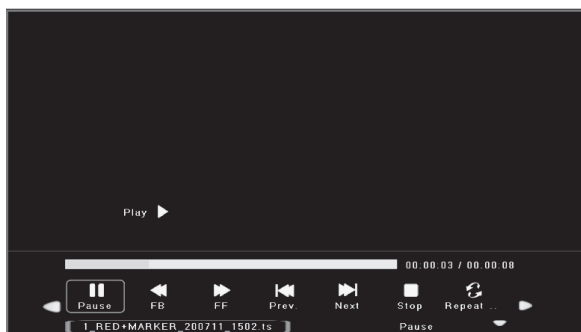 Play
00:00:03 / 00:00:08
Pause FB FF Prev. Next Stop Repeat ..
1_RED+MARKER_200711_1502.ts Pause